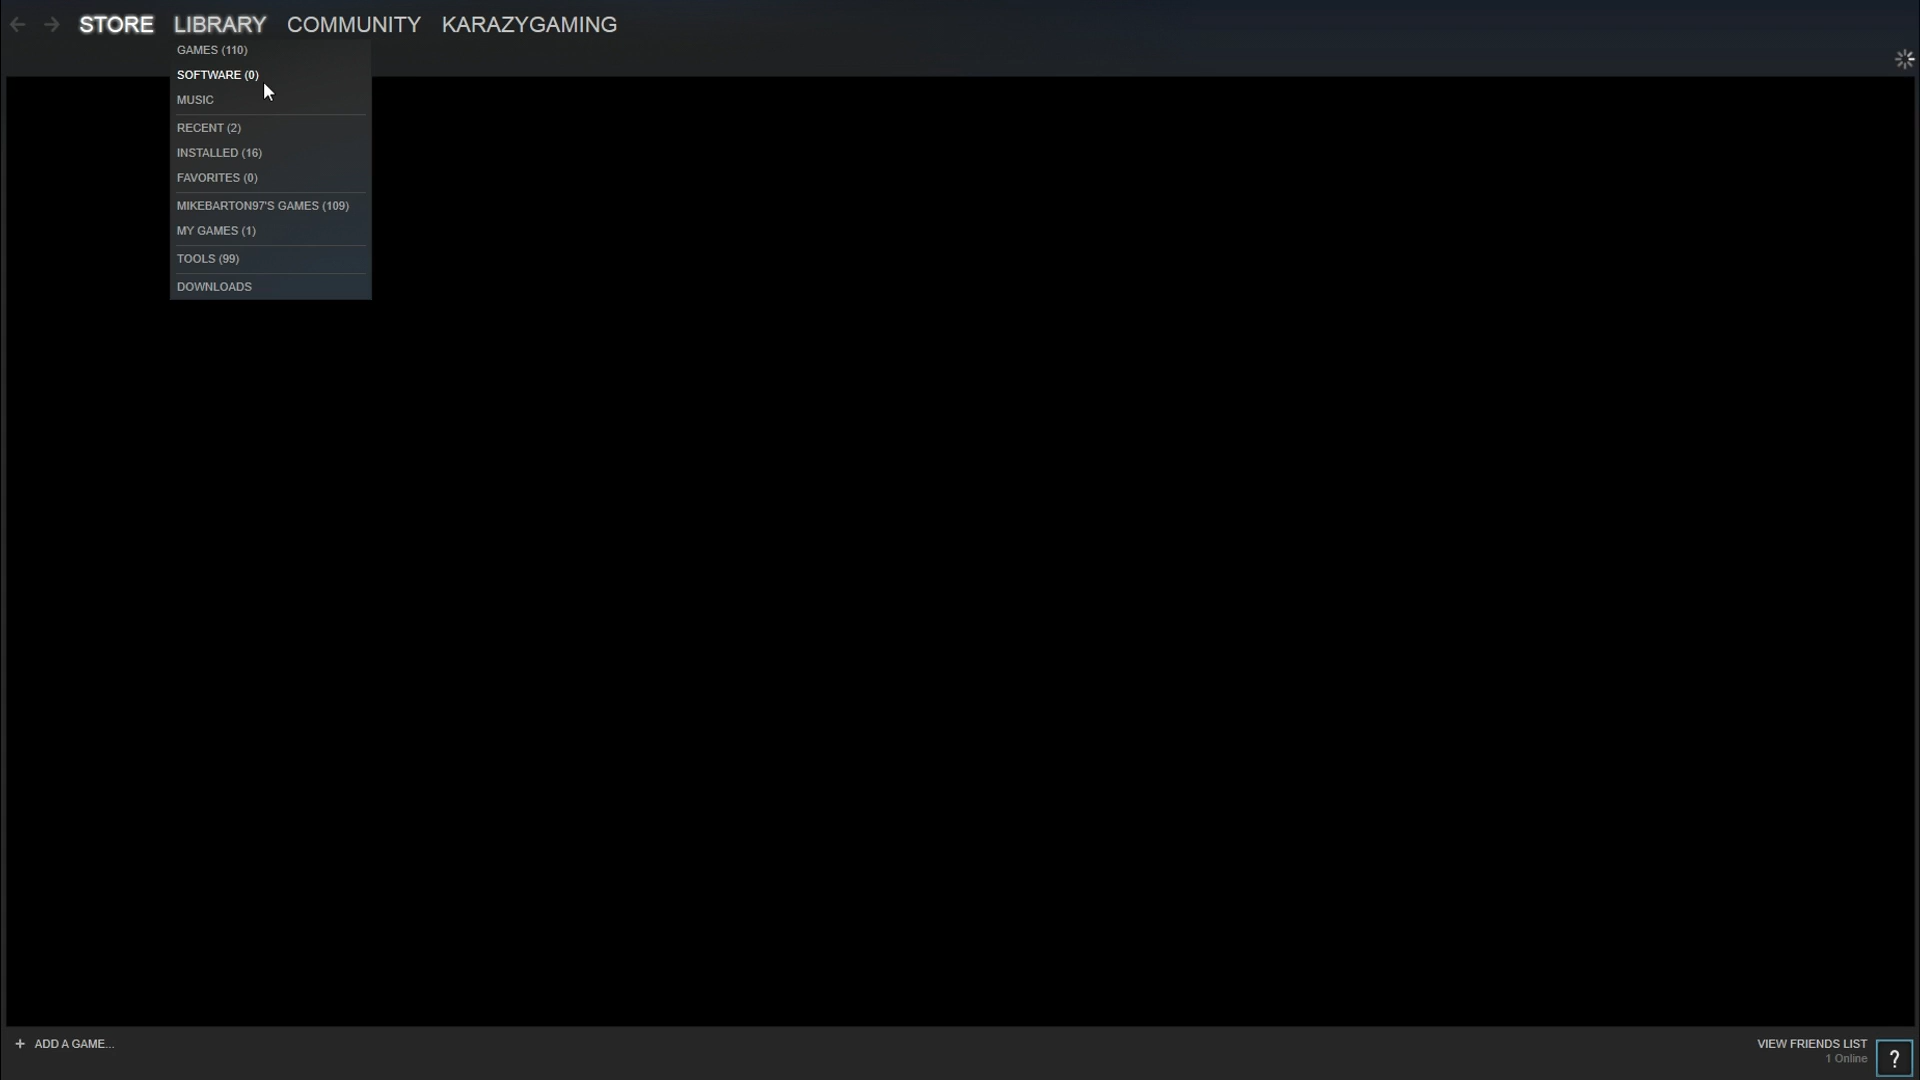 STORE LIBRARY COMMUNITY KARAZYGAMING
GAMES (110)
SOFTWARE (0)
MUSIC
RECENT (2)
INSTALLED (16)
FAVORITES (0)
MIKEBARTON97'S GAMES (109)
MY GAMES (1)
TOOLS (99)
DOWNLOADS
+ ADD A GAME...
VIEW FRIENDS LIST
1 Online
?